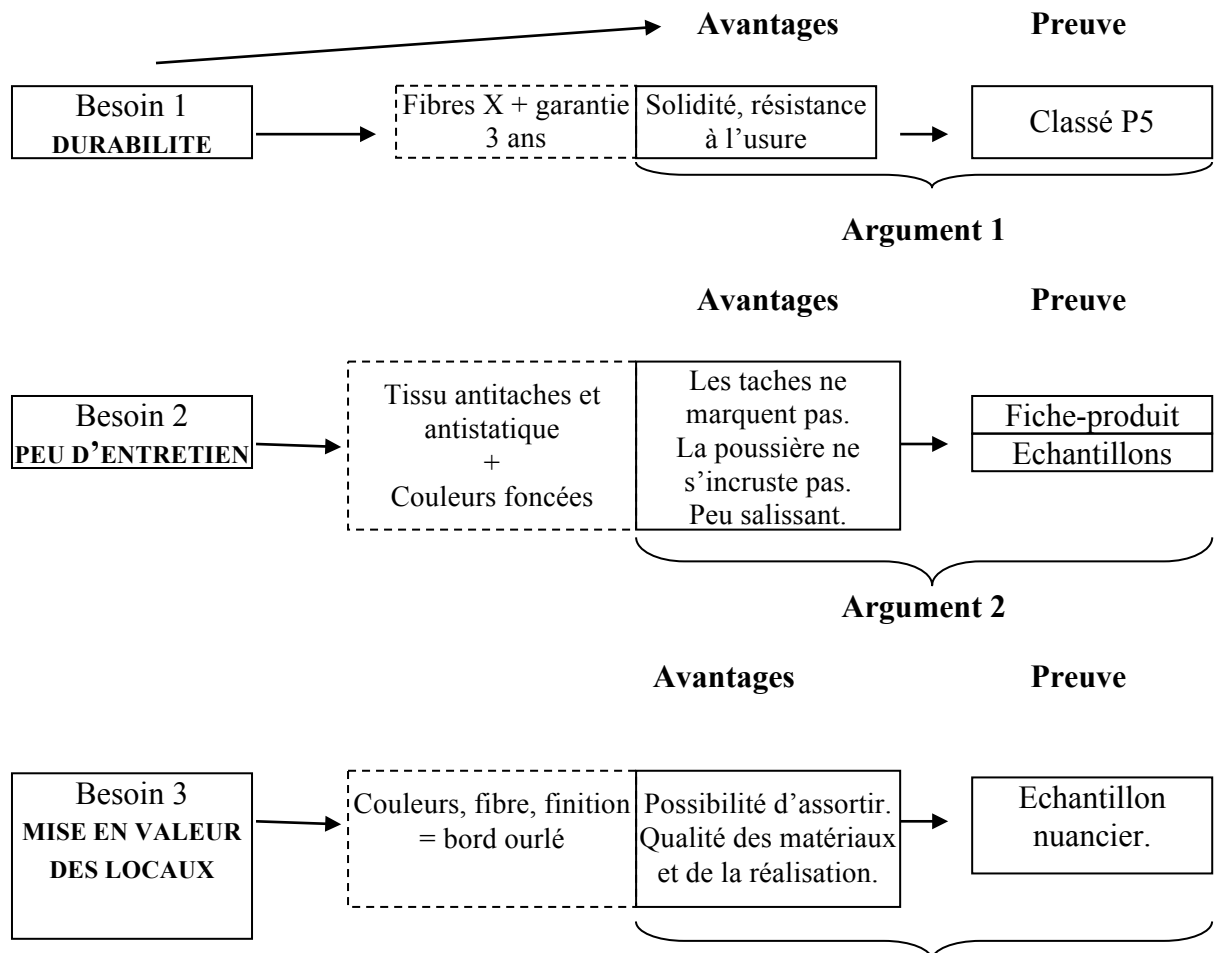 Avantages Preuve
Besoin 1
DURABILITE
Fibres X + garantie
3 ans
Solidité, résistance
à l’usure
Classé P5
Argument 1
Avantages Preuve
Besoin 2
PEU D’ENTRETIEN
Tissu antitaches et
antistatique
+
Couleurs foncées
Les taches ne
marquent pas.
La poussière ne
s’incruste pas.
Peu salissant.
Fiche-produit
Echantillons
Argument 2
Avantages Preuve
Besoin 3
MISE EN VALEUR
DES LOCAUX
Couleurs, fibre, finition
= bord ourlé
Possibilité d’assortir.
Qualité des matériaux
et de la réalisation.
Echantillon
nuancier.